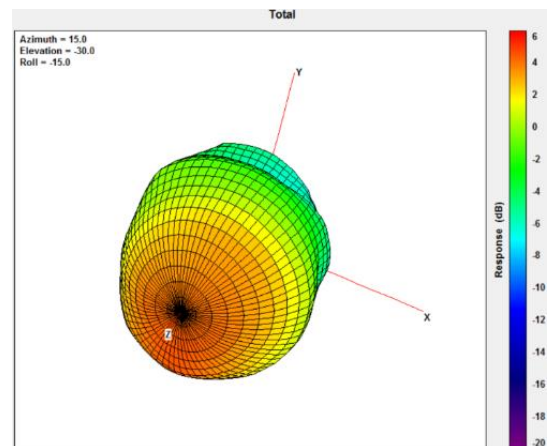 Total
Azimuth = 15.0
Elevation = -30.0
Roll = -15.0
Y
X
Z
Response (dB)
6
4
2
0
-2
-4
-6
-8
-10
-12
-14
-16
-18
-20